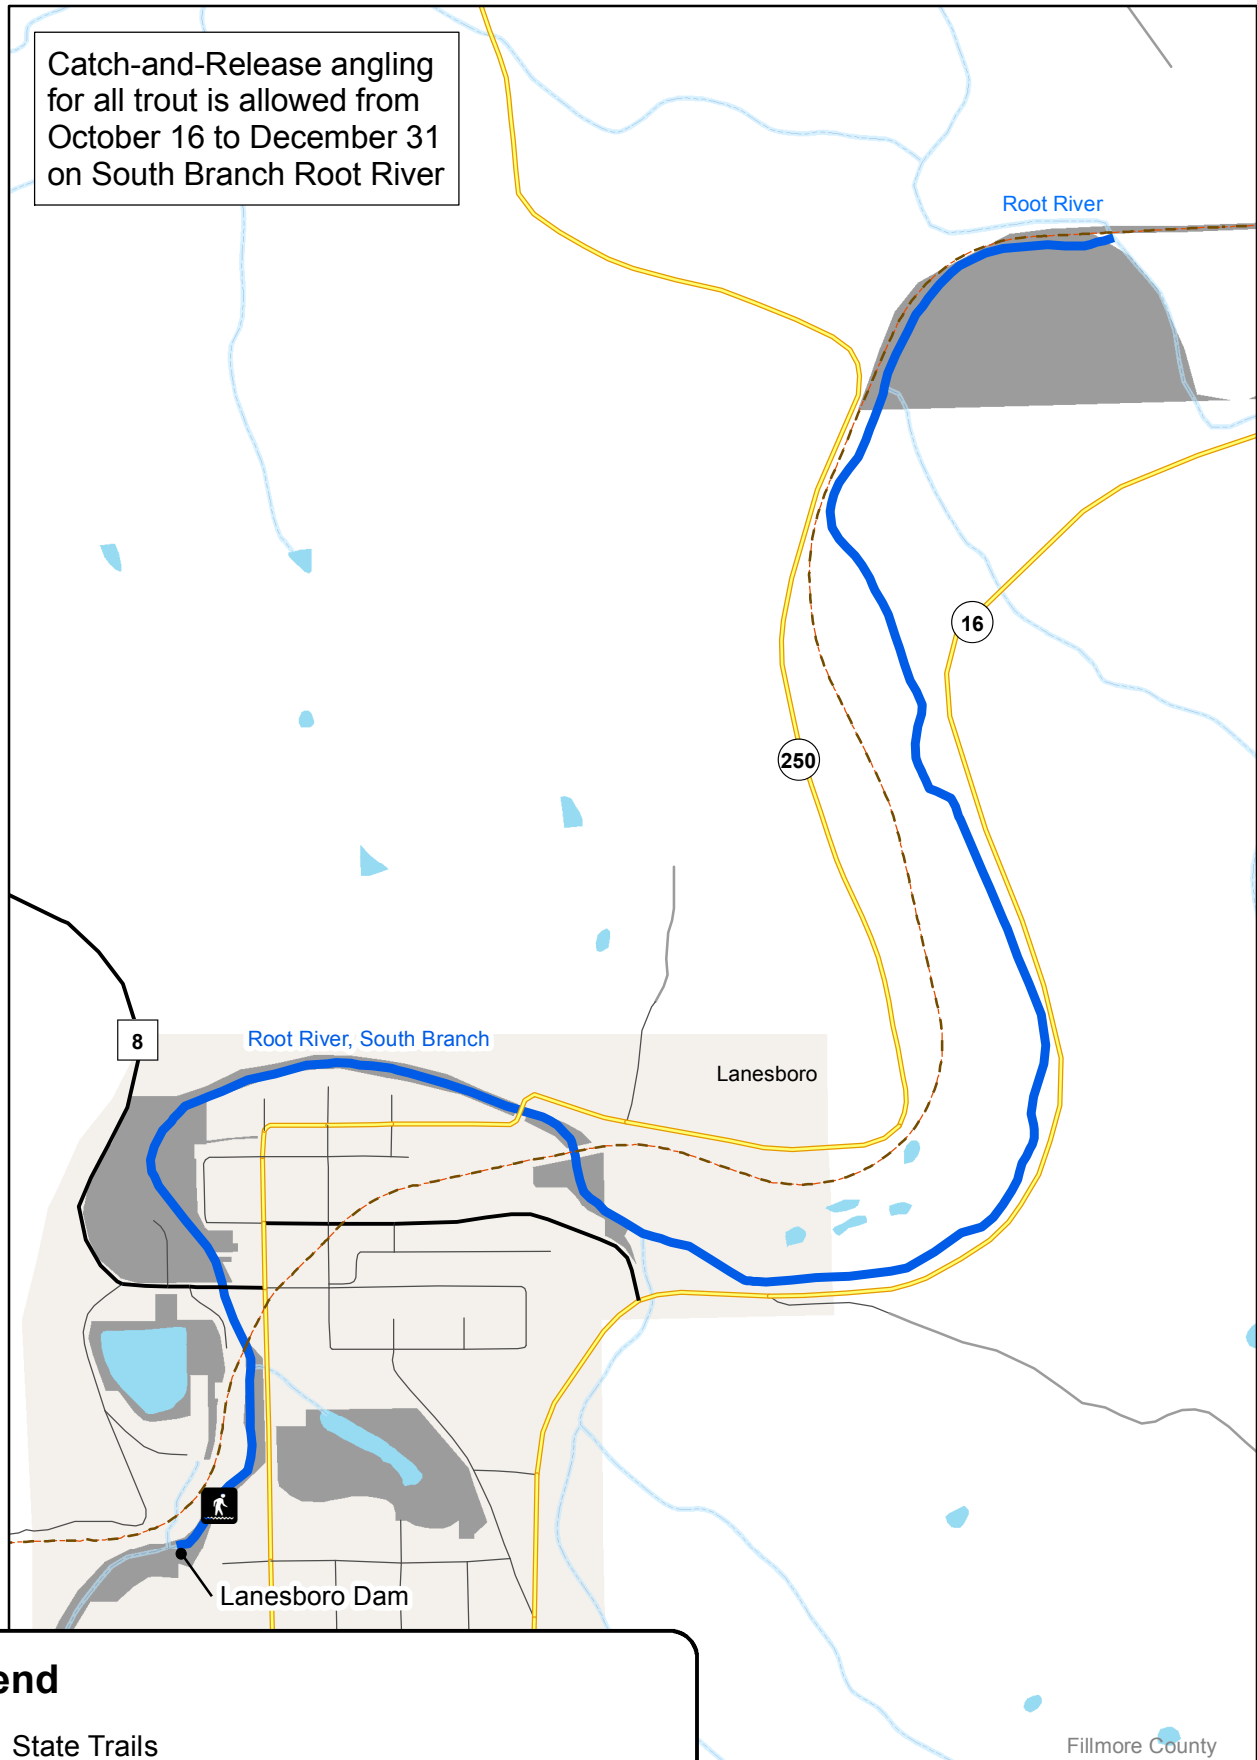 Catch-and-Release angling
for all trout is allowed from
October 16 to December 31
on South Branch Root River
Root River
16
250
8
Root River, South Branch
Lanesboro
Lanesboro Dam
end
State Trails
Fillmore County